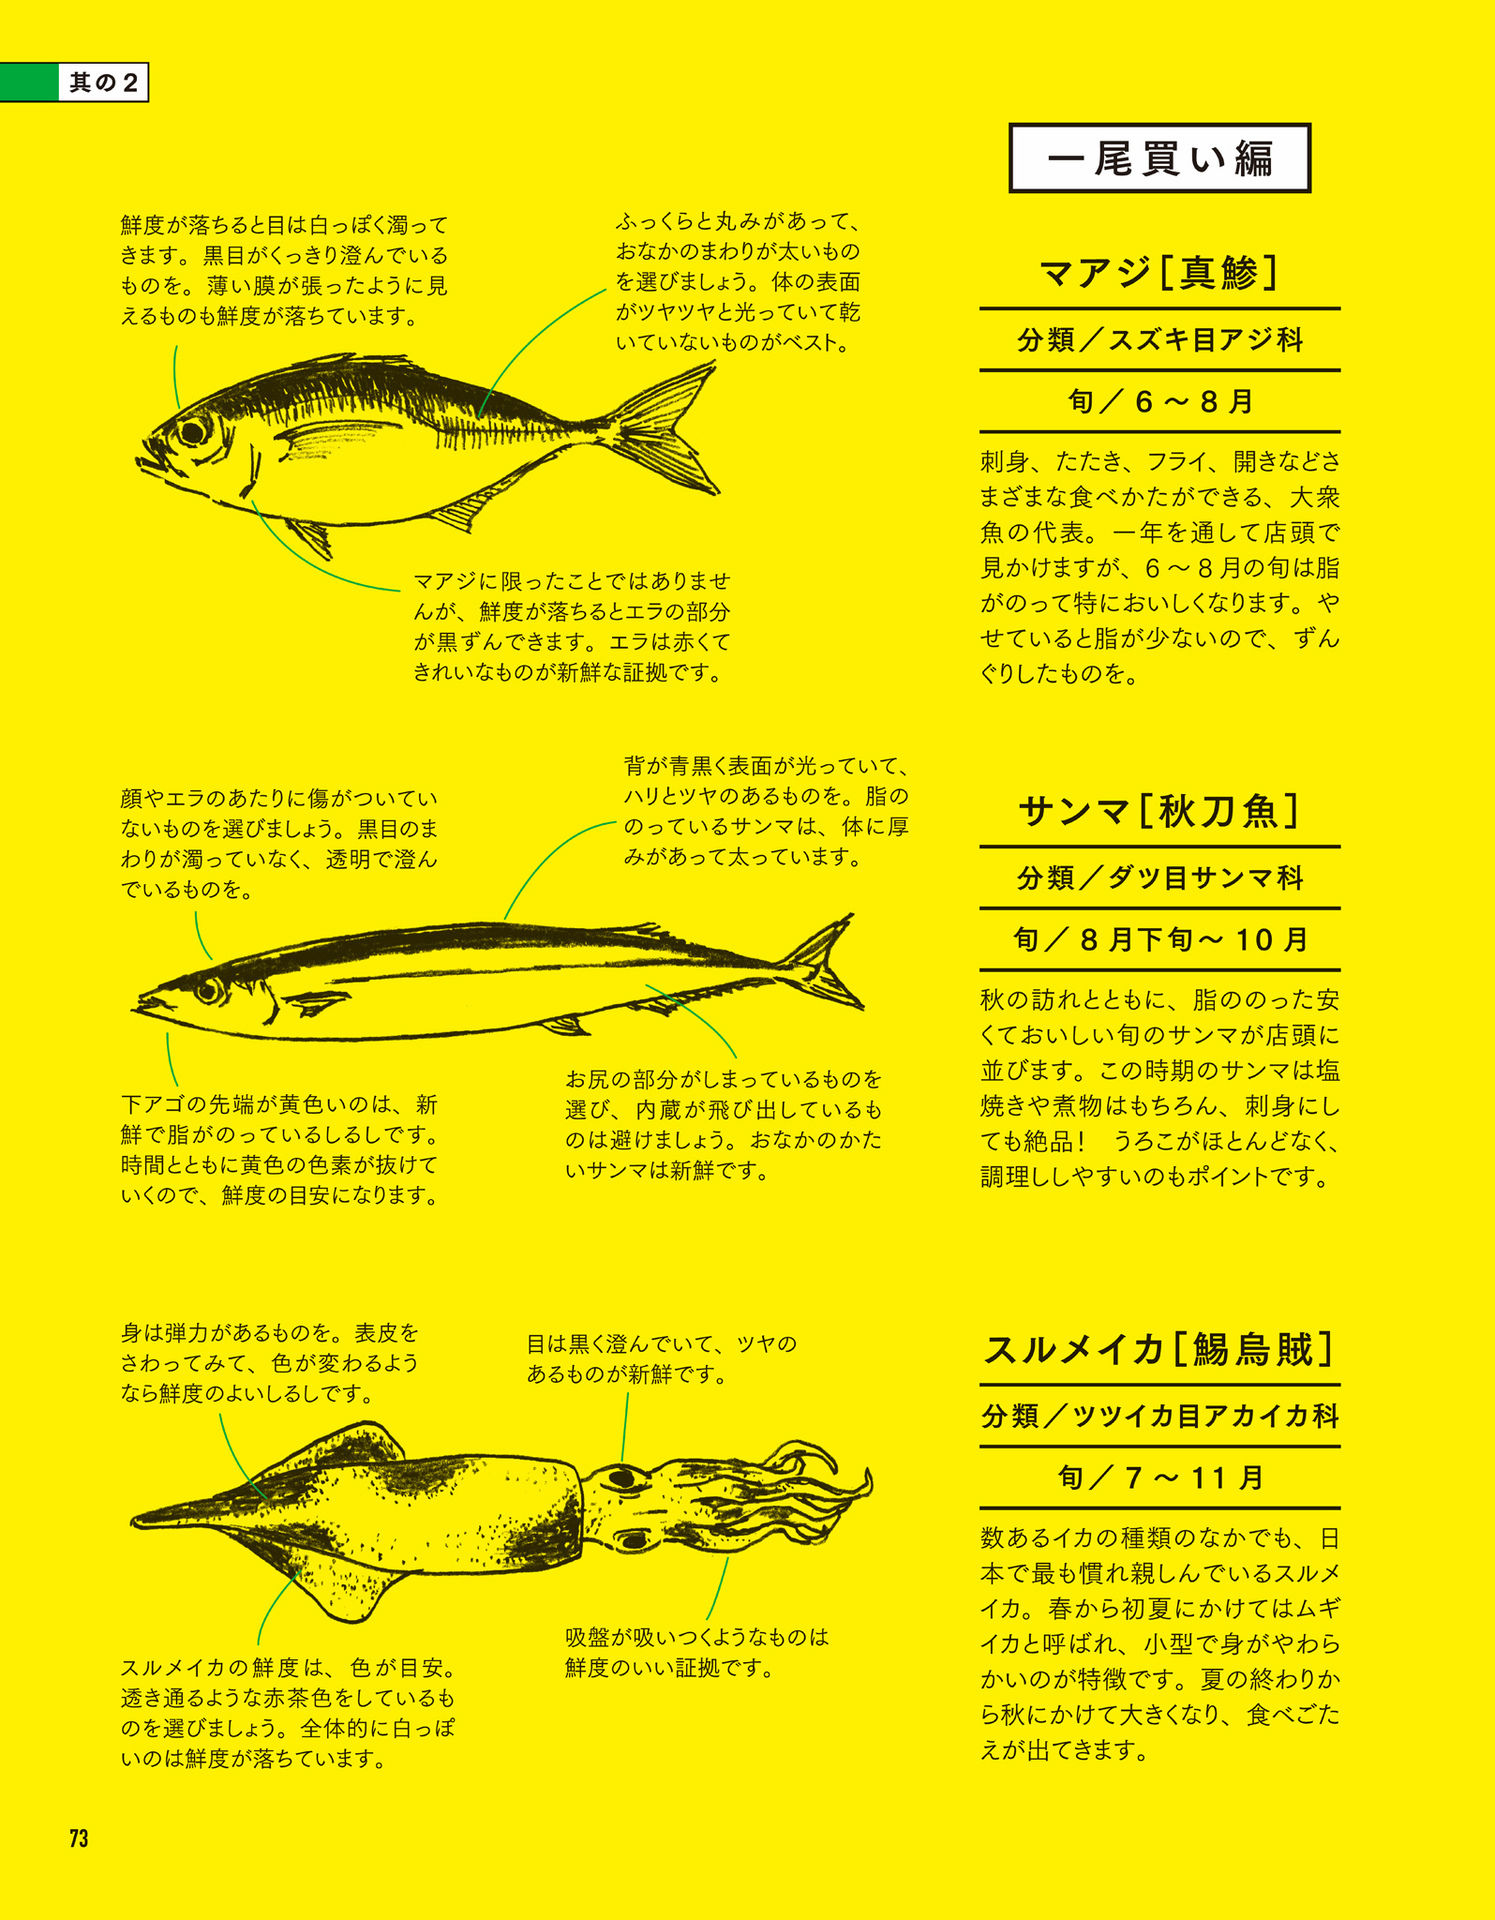 其の2
一尾買い編
鮮度が落ちると目は白っぽく濁って
きます。黒目がくっきり澄んでいる
ものを。薄い膜が張ったように見
えるものも鮮度が落ちています。
ふっくらと丸みがあって、
おなかのまわりが太いもの
を選びましょう。体の表面
がツヤツヤと光っていて乾
いていないものがベスト。
マアジに限ったことではありませ
んが、鮮度が落ちるとエラの部分
が黒ずんできます。エラは赤くて
きれいなものが新鮮な証拠です。
マアジ[真鯵]
分類／スズキ目アジ科
旬／6～8月
刺身、たたき、フライ、開きなどさ
まざまな食べかたができる、大衆
魚の代表。一年を通して店頭で
見かけますが、6～8月の旬は脂
がのって特においしくなります。や
せていると脂が少ないので、ずん
ぐりしたものを。
顔やエラのあたりに傷がついてい
ないものを選びましょう。黒目のま
わりが濁っていなく、透明で澄ん
でいるものを。
背が青黒く表面が光っていて、
ハリとツヤのあるものを。脂の
のっているサンマは、体に厚
みがあって太っています。
下アゴの先端が黄色いのは、新
鮮で脂がのっているしるしです。
時間とともに黄色の色素が抜けて
いくので、鮮度の目安になります。
お尻の部分がしまっているものを
選び、内蔵が飛び出しているも
のは避けましょう。おなかのかた
いサンマは新鮮です。
サンマ[秋刀魚]
分類／ダツ目サンマ科
旬／8月下旬～10月
秋の訪れとともに、脂ののった安
くておいしい旬のサンマが店頭に
並びます。この時期のサンマは塩
焼きや煮物はもちろん、刺身にし
ても絶品！　うろこがほとんどなく、
調理ししやすいのもポイントです。
身は弾力があるものを。表皮を
さわってみて、色が変わるよう
なら鮮度のよいしるしです。
目は黒く澄んでいて、ツヤの
あるものが新鮮です。
スルメイカの鮮度は、色が目安。
透き通るような赤茶色をしているも
のを選びましょう。全体的に白っぽ
いのは鮮度が落ちています。
吸盤が吸いつくようなものは
鮮度のいい証拠です。
スルメイカ[鯣烏賊]
分類／ツツイカ目アカイカ科
旬／7～11月
数あるイカの種類のなかでも、日
本で最も慣れ親しんでいるスルメ
イカ。春から初夏にかけてはムギ
イカと呼ばれ、小型で身がやわら
かいのが特徴です。夏の終わりか
ら秋にかけて大きくなり、食べごた
えが出てきます。
73